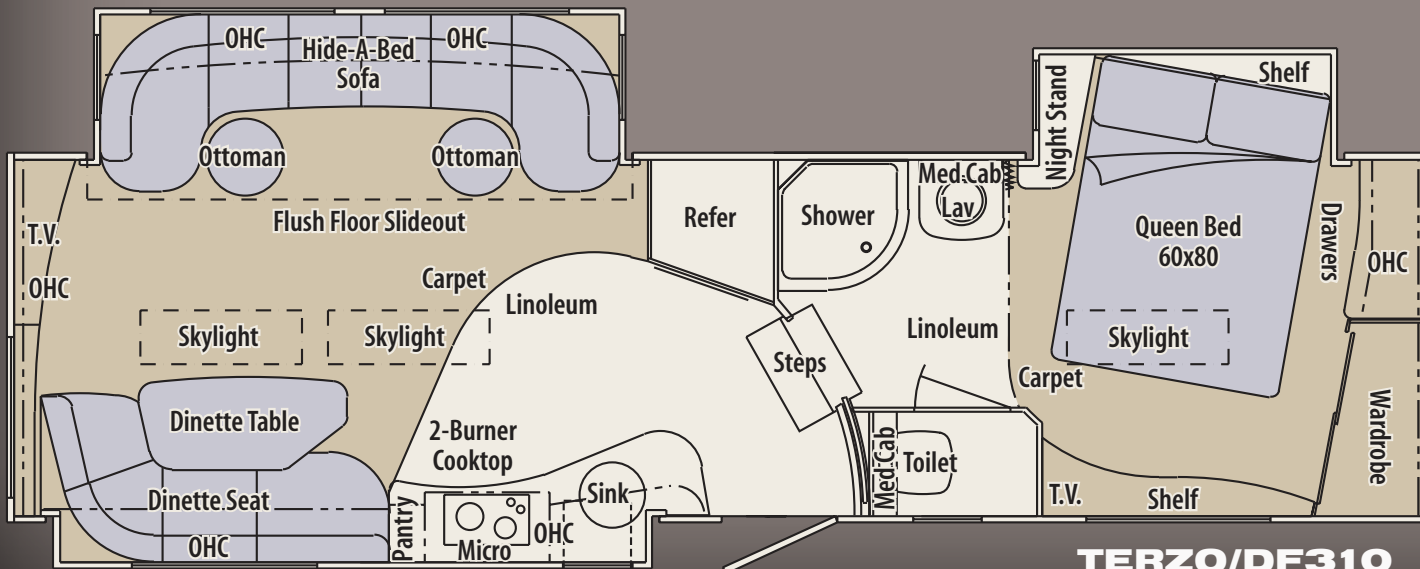 OHC
Hide-A-Bed
Sofa
OHC
Ottoman
Ottoman
Flush Floor Slideout
T.V.
OHC
Carpet
Linoleum
Skylight
Skylight
Dinette Table
Dinette Seat
OHC
2-Burner
Cooktop
Pantry
Micro
OHC
Sink
Refer
Shower
Med Cab
Lav
Steps
Linoleum
Med Cab
Toilet
Night Stand
Shelf
Queen Bed
60x80
Drawers
OHC
Skylight
Carpet
Wardrobe
T.V.
Shelf
TERZO/DF310